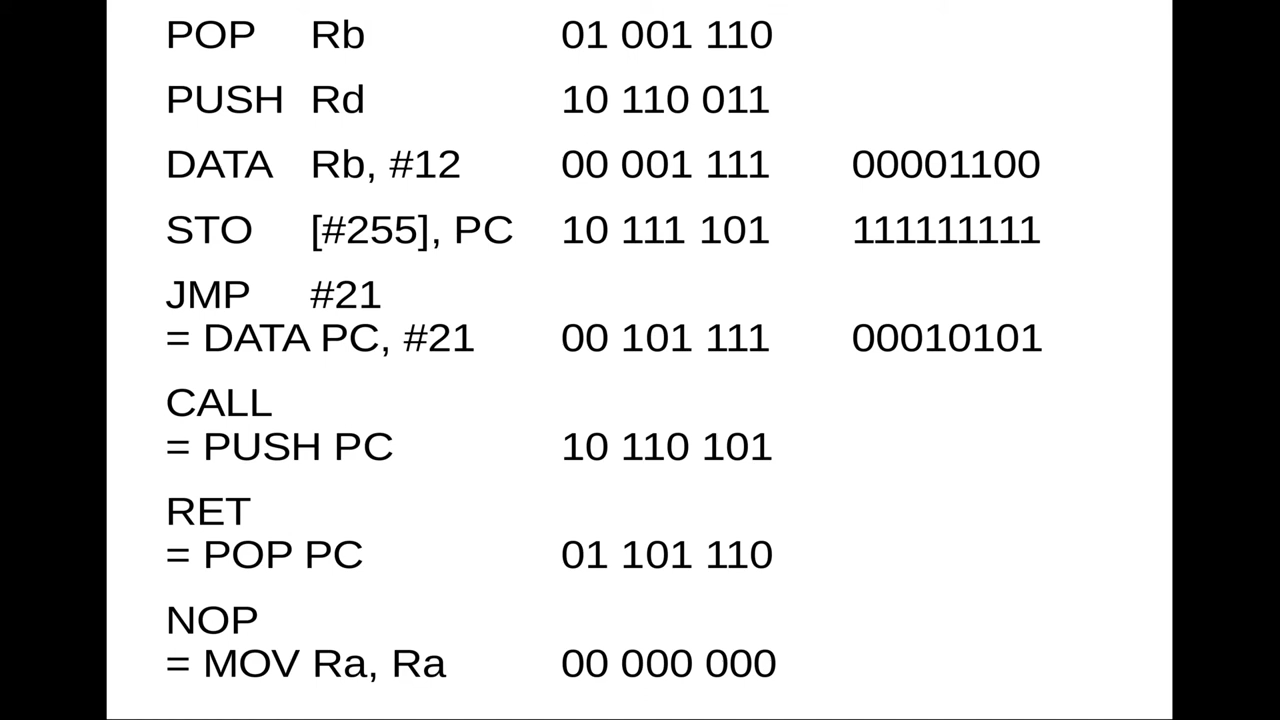 POP Rb 01 001 110
PUSH Rd 10 110 011
DATA Rb, #12 00 001 111 00001100
STO [#255], PC 10 111 101 111111111
JMP #21
= DATA PC, #21 00 101 111 00010101
CALL
= PUSH PC 10 110 101
RET
= POP PC 01 101 110
NOP
= MOV Ra, Ra 00 000 000